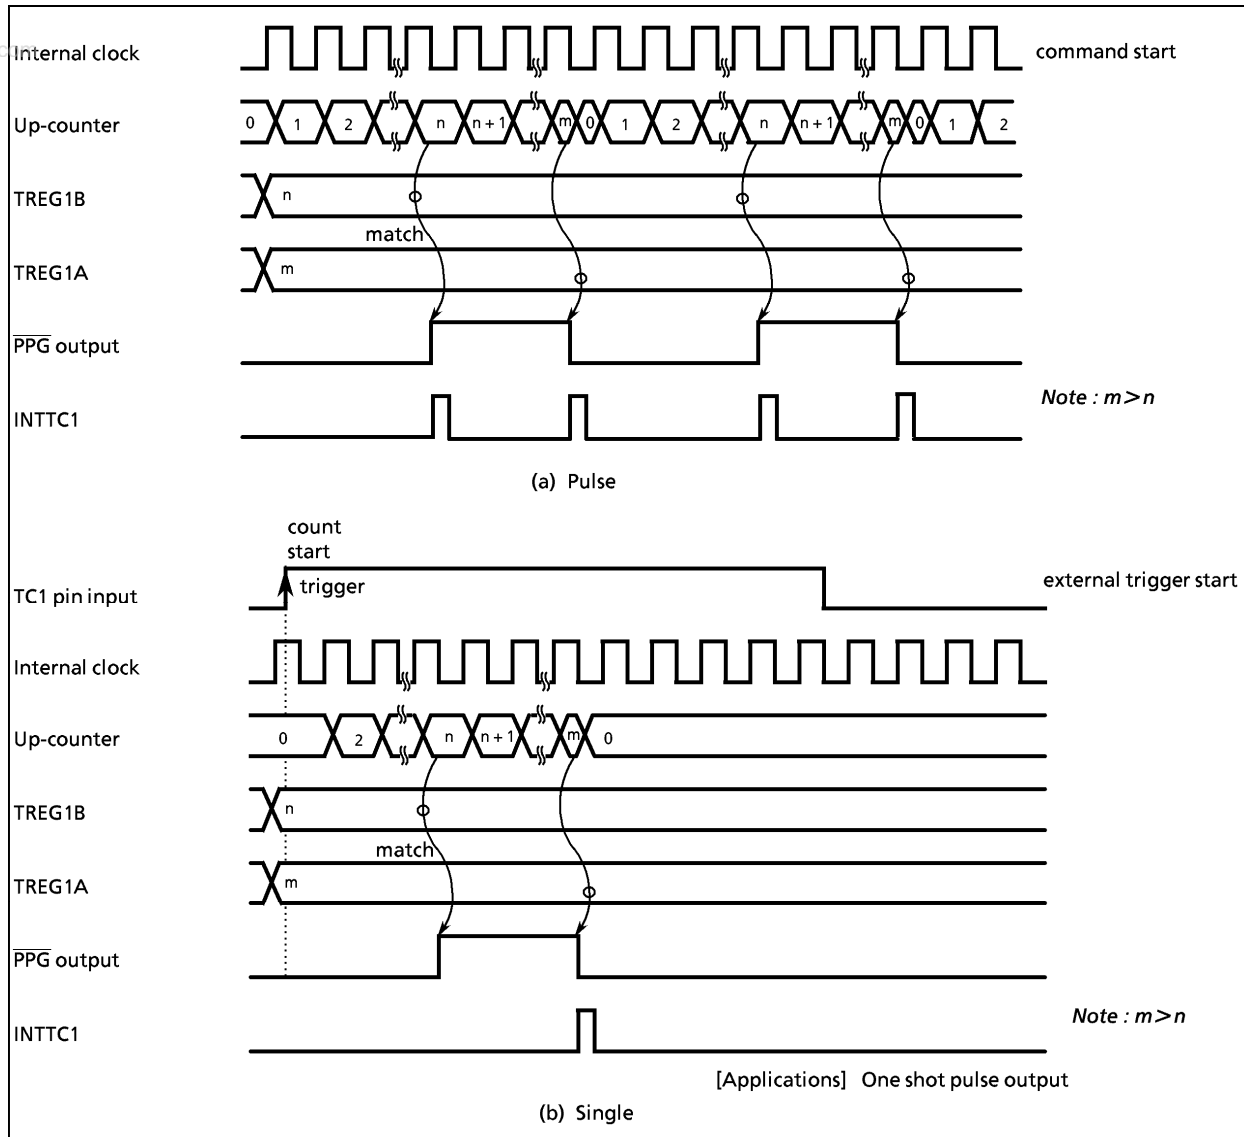 com
Internal clock
command start
Up-counter 0 1 2 n n + 1 m 0 1 2 n n + 1 m 0 1 2
TREG1B n
match
TREG1A m
PPG output
Note : m>n
INTTC1
(a) Pulse
count
start
trigger
TC1 pin input
external trigger start
Internal clock
Up-counter 0 2 n n + 1 m 0
TREG1B n
match
TREG1A m
PPG output
Note : m>n
INTTC1
[Applications] One shot pulse output
(b) Single